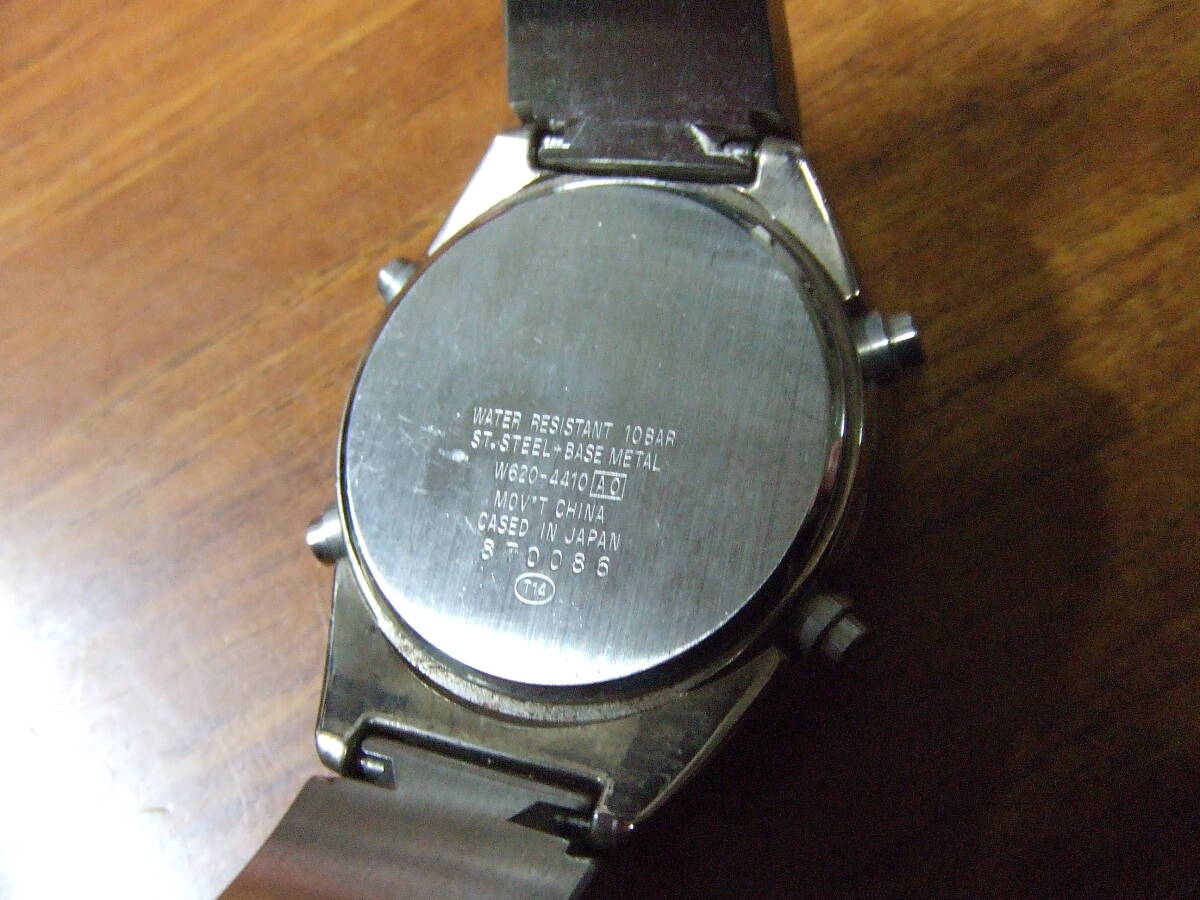 WATER RESISTANT 10BAR
ST.STEEL+BASE METAL
W620-4410 A0
MOV'T CHINA
CASED IN JAPAN
870086
T14